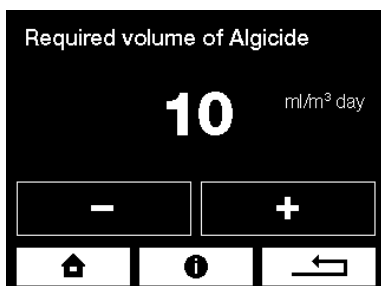 Required volume of Algicide
10 ml/m³ day
− +